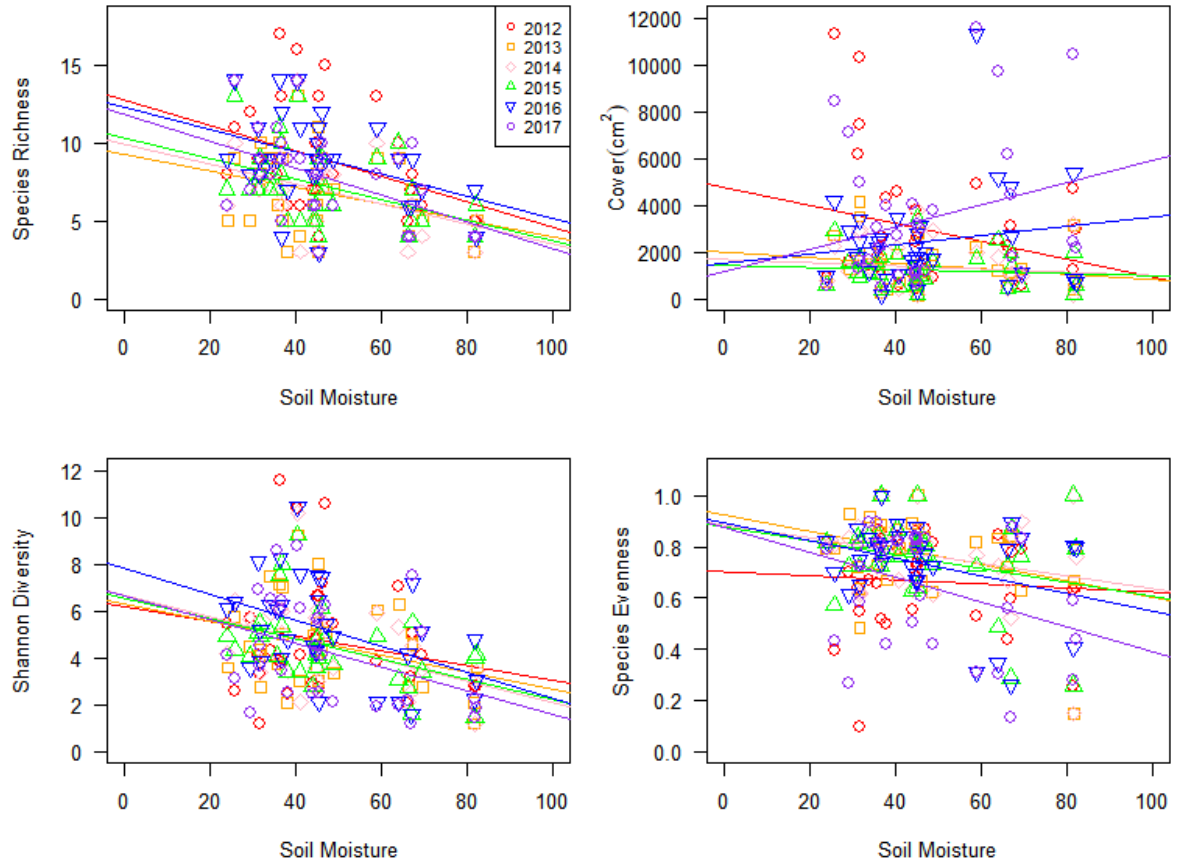 Species Richness
15
10
5
0
0 20 40 60 80 100
Soil Moisture
2012
2013
2014
2015
2016
2017
Cover(cm²)
12000
10000
8000
6000
4000
2000
0
0 20 40 60 80 100
Soil Moisture
Shannon Diversity
12
10
8
6
4
2
0
0 20 40 60 80 100
Soil Moisture
Species Evenness
1.0
0.8
0.6
0.4
0.2
0.0
0 20 40 60 80 100
Soil Moisture